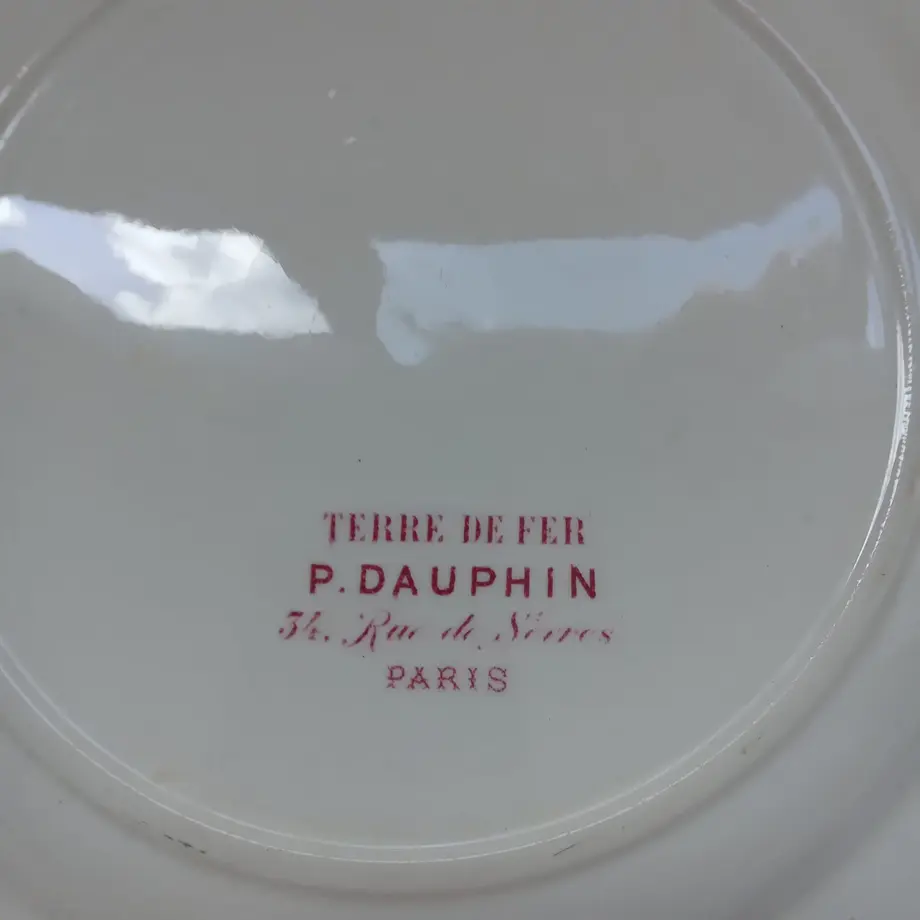 TERRE DE FER
P. DAUPHIN
34, Rue de Sèvres
PARIS